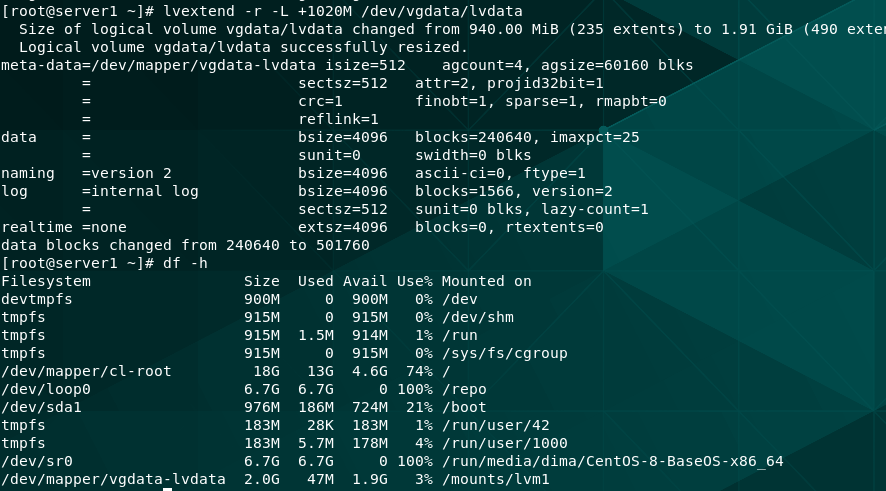 [root@server1 ~]# lvextend -r -L +1020M /dev/vgdata/lvdata
  Size of logical volume vgdata/lvdata changed from 940.00 MiB (235 extents) to 1.91 GiB (490 exte
  Logical volume vgdata/lvdata successfully resized.
meta-data=/dev/mapper/vgdata-lvdata isize=512    agcount=4, agsize=60160 blks
         =                       sectsz=512   attr=2, projid32bit=1
         =                       crc=1        finobt=1, sparse=1, rmapbt=0
         =                       reflink=1
data     =                       bsize=4096   blocks=240640, imaxpct=25
         =                       sunit=0      swidth=0 blks
naming   =version 2              bsize=4096   ascii-ci=0, ftype=1
log      =internal log           bsize=4096   blocks=1566, version=2
         =                       sectsz=512   sunit=0 blks, lazy-count=1
realtime =none                   extsz=4096   blocks=0, rtextents=0
data blocks changed from 240640 to 501760
[root@server1 ~]# df -h
Filesystem                 Size  Used Avail Use% Mounted on
devtmpfs                   900M     0  900M   0% /dev
tmpfs                      915M     0  915M   0% /dev/shm
tmpfs                      915M  1.5M  914M   1% /run
tmpfs                      915M     0  915M   0% /sys/fs/cgroup
/dev/mapper/cl-root         18G   13G  4.6G  74% /
/dev/loop0                 6.7G  6.7G     0 100% /repo
/dev/sda1                  976M  186M  724M  21% /boot
tmpfs                      183M   28K  183M   1% /run/user/42
tmpfs                      183M  5.7M  178M   4% /run/user/1000
/dev/sr0                   6.7G  6.7G     0 100% /run/media/dima/CentOS-8-BaseOS-x86_64
/dev/mapper/vgdata-lvdata  2.0G   47M  1.9G   3% /mounts/lvm1